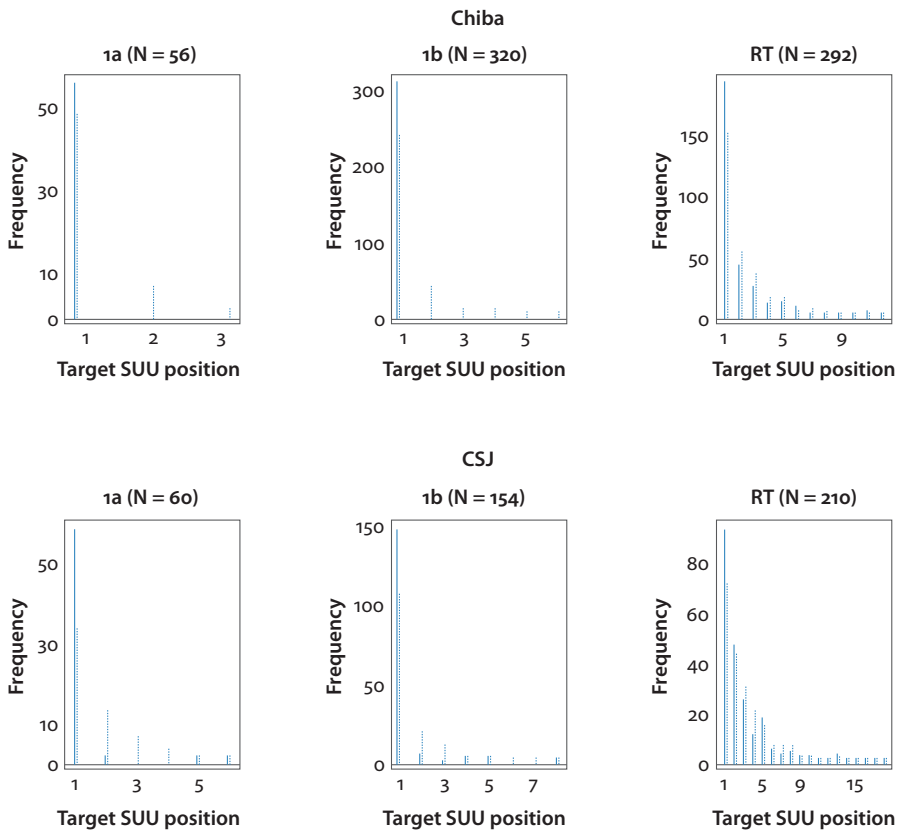 Chiba
1a (N = 56)
Frequency
50
30
10
0
1 2 3
Target SUU position
1b (N = 320)
Frequency
300
200
100
0
1 3 5
Target SUU position
RT (N = 292)
Frequency
150
100
50
0
1 5 9
Target SUU position
CSJ
1a (N = 60)
Frequency
50
30
10
0
1 3 5
Target SUU position
1b (N = 154)
Frequency
150
100
50
0
1 3 5 7
Target SUU position
RT (N = 210)
Frequency
80
60
40
20
0
1 5 9 15
Target SUU position